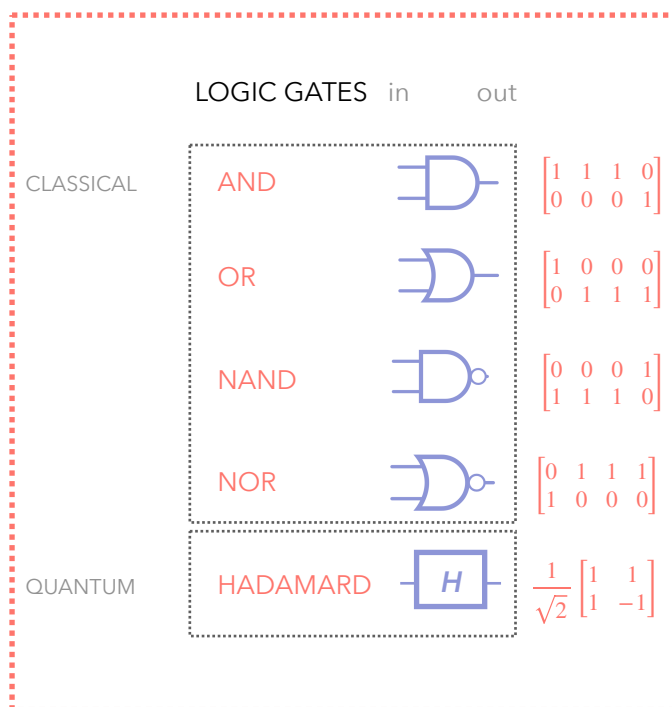 LOGIC GATES in out
CLASSICAL AND
1 1 1 0
0 0 0 1
OR
1 0 0 0
0 1 1 1
NAND
0 0 0 1
1 1 1 0
NOR
0 1 1 1
1 0 0 0
QUANTUM HADAMARD H
1
√2
1 1
1 −1